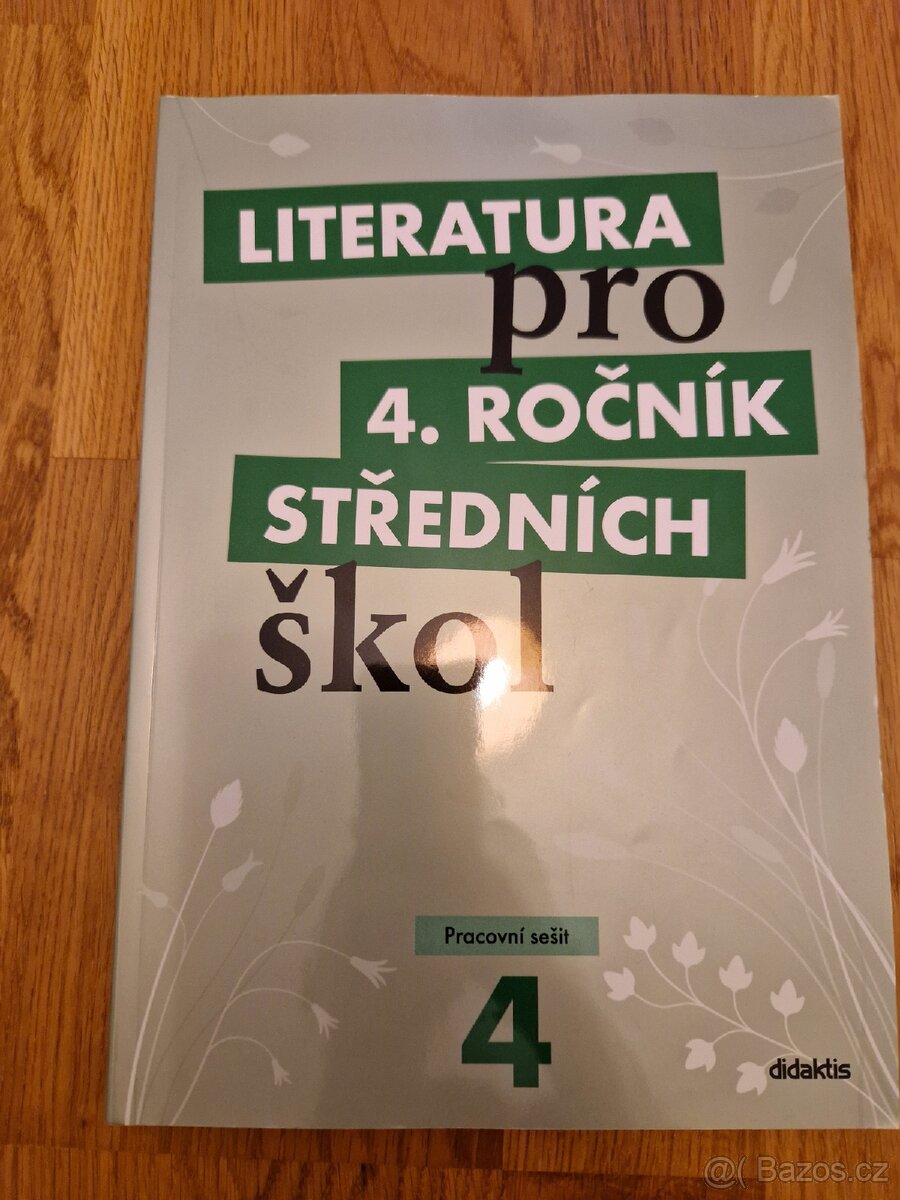 LITERATURA
pro
4. ROČNÍK
STŘEDNÍCH
škol
Pracovní sešit
4
didaktis
@( Bazos.cz